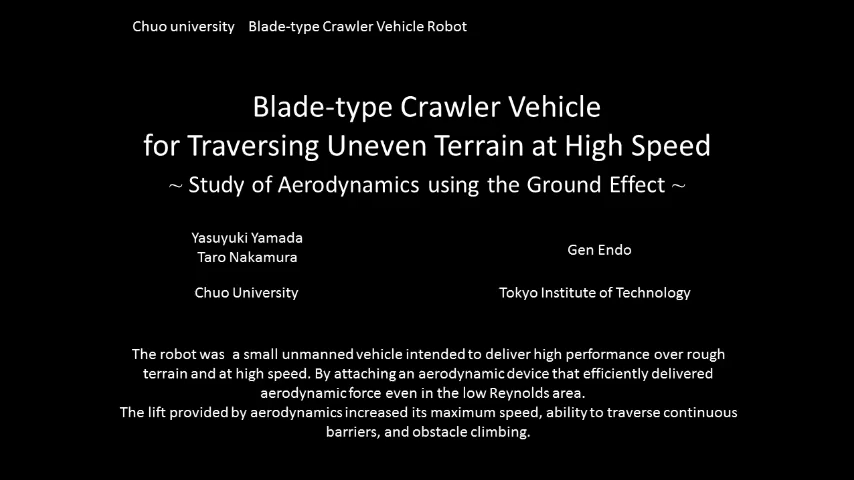 Chuo university Blade-type Crawler Vehicle Robot
Blade-type Crawler Vehicle
for Traversing Uneven Terrain at High Speed
~ Study of Aerodynamics using the Ground Effect ~
Yasuyuki Yamada
Taro Nakamura
Gen Endo
Chuo University
Tokyo Institute of Technology
The robot was a small unmanned vehicle intended to deliver high performance over rough
terrain and at high speed. By attaching an aerodynamic device that efficiently delivered
aerodynamic force even in the low Reynolds area.
The lift provided by aerodynamics increased its maximum speed, ability to traverse continuous
barriers, and obstacle climbing.